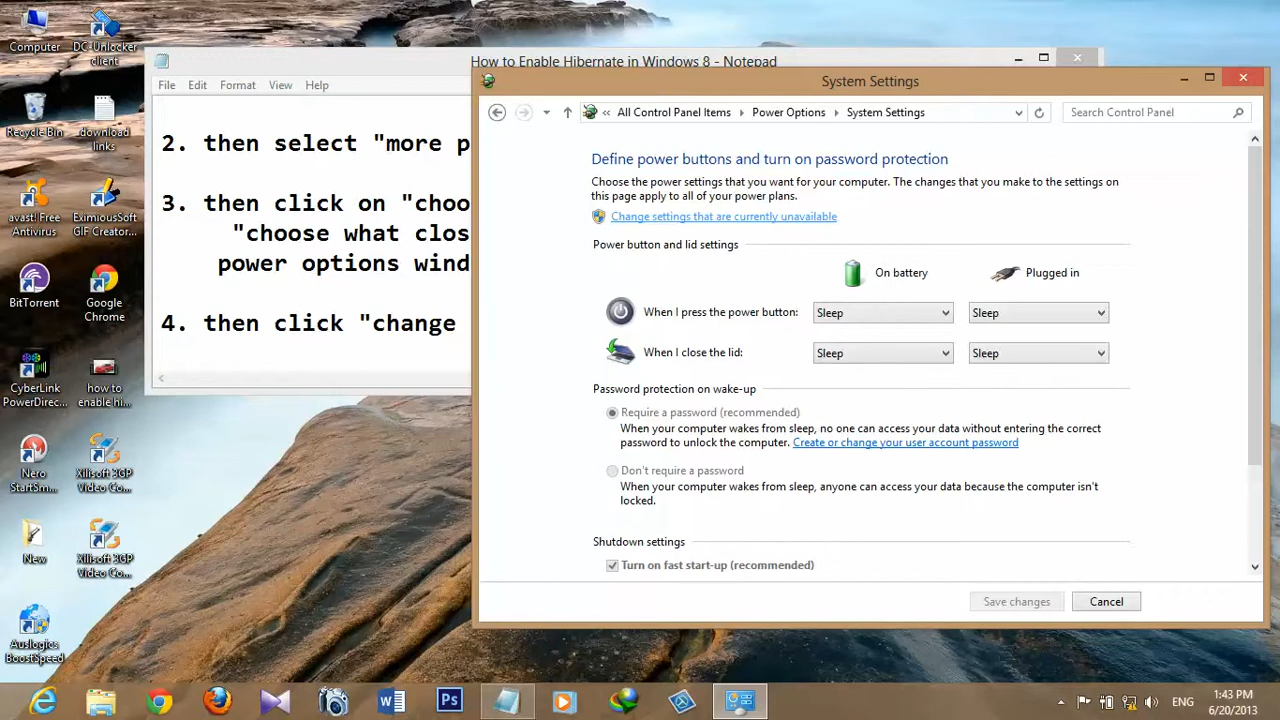 Computer
DC-Unlocker
client
Recycle Bin
download
links
avast! Free
Antivirus
EximiousSoft
GIF Creator...
BitTorrent
Google
Chrome
CyberLink
PowerDirec...
how to
enable hi...
Nero
StartSm...
Xilisoft 3GP
Video Co...
New
Xilisoft 3GP
Video Co...
Auslogics
BoostSpeed
How to Enable Hibernate in Windows 8 - Notepad
File Edit Format View Help
2. then select "more p
3. then click on "choo
"choose what clos
power options wind
4. then click "change
System Settings
« All Control Panel Items Power Options System Settings
Search Control Panel
Define power buttons and turn on password protection
Choose the power settings that you want for your computer. The changes that you make to the settings on
this page apply to all of your power plans.
Change settings that are currently unavailable
Power button and lid settings
On battery Plugged in
When I press the power button: Sleep Sleep
When I close the lid: Sleep Sleep
Password protection on wake-up
Require a password (recommended)
When your computer wakes from sleep, no one can access your data without entering the correct
password to unlock the computer. Create or change your user account password
Don't require a password
When your computer wakes from sleep, anyone can access your data because the computer isn't
locked.
Shutdown settings
Turn on fast start-up (recommended)
Save changes Cancel
W
Ps
ENG
1:43 PM
6/20/2013